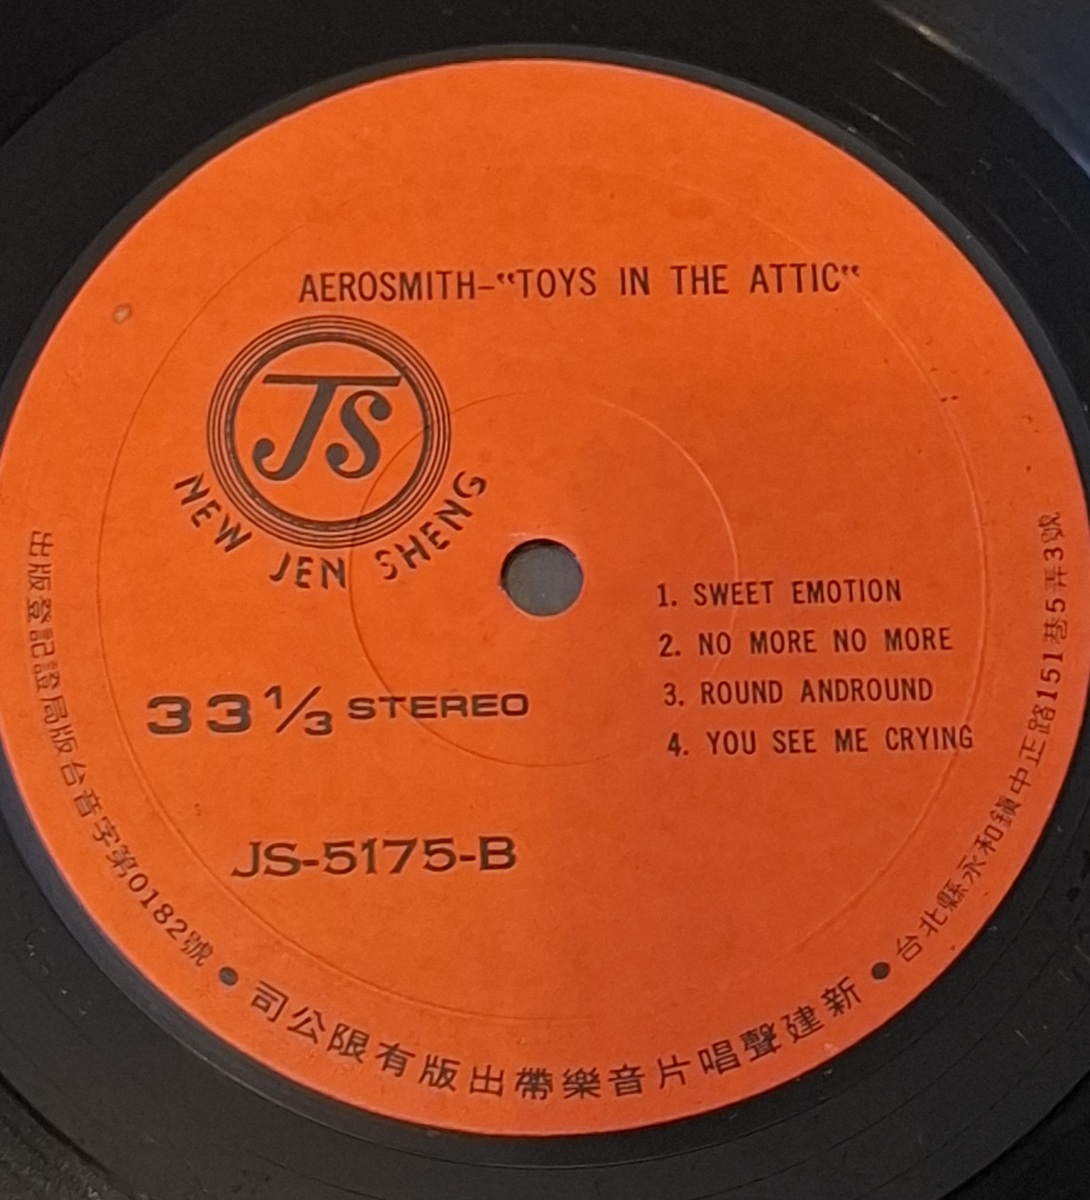 AEROSMITH-"TOYS IN THE ATTIC"
JS
NEW JEN SHENG
1. SWEET EMOTION
2. NO MORE NO MORE
3. ROUND ANDROUND
4. YOU SEE ME CRYING
33 1/3 STEREO
JS-5175-B
出版登記證局版台音字第0182號 ● 司公限有版出帶樂音片唱聲建新 ● 台北縣永和鎮中正路151巷5弄3號